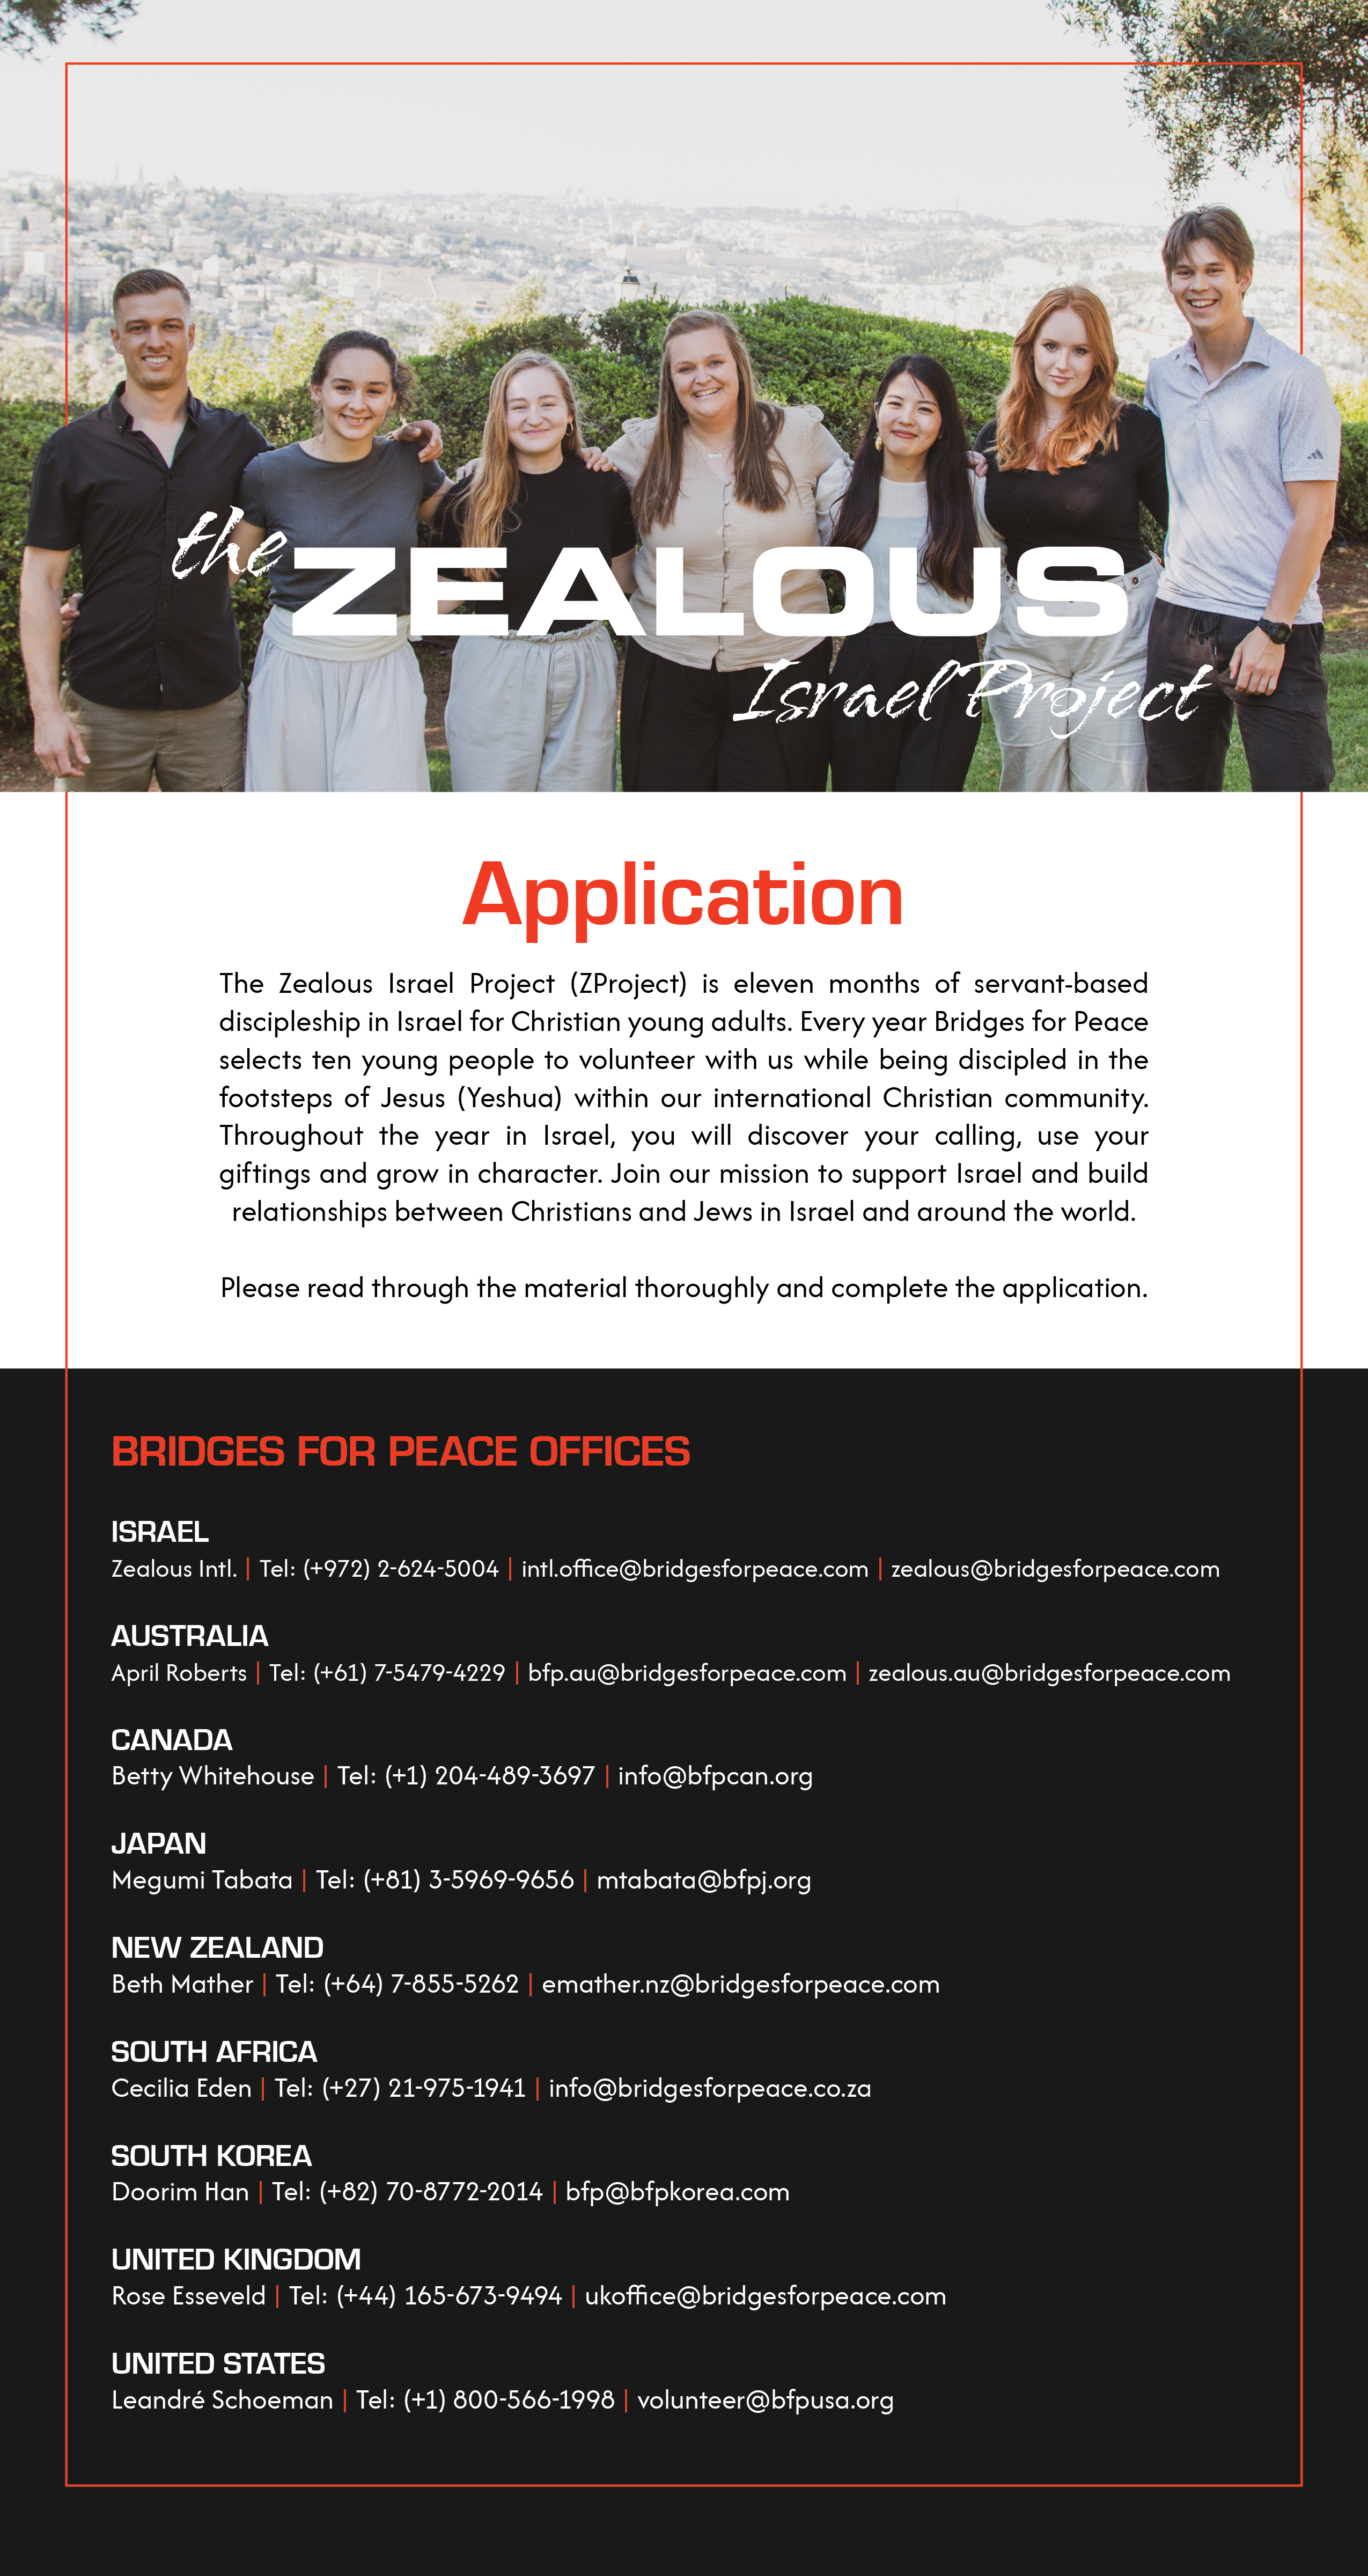 the ZEALOUS
Israel Project
Application
The Zealous Israel Project (ZProject) is eleven months of servant-based
discipleship in Israel for Christian young adults. Every year Bridges for Peace
selects ten young people to volunteer with us while being discipled in the
footsteps of Jesus (Yeshua) within our international Christian community.
Throughout the year in Israel, you will discover your calling, use your
giftings and grow in character. Join our mission to support Israel and build
relationships between Christians and Jews in Israel and around the world.
Please read through the material thoroughly and complete the application.
BRIDGES FOR PEACE OFFICES
ISRAEL
Zealous Intl. | Tel: (+972) 2-624-5004 | intl.office@bridgesforpeace.com | zealous@bridgesforpeace.com
AUSTRALIA
April Roberts | Tel: (+61) 7-5479-4229 | bfp.au@bridgesforpeace.com | zealous.au@bridgesforpeace.com
CANADA
Betty Whitehouse | Tel: (+1) 204-489-3697 | info@bfpcan.org
JAPAN
Megumi Tabata | Tel: (+81) 3-5969-9656 | mtabata@bfpj.org
NEW ZEALAND
Beth Mather | Tel: (+64) 7-855-5262 | emather.nz@bridgesforpeace.com
SOUTH AFRICA
Cecilia Eden | Tel: (+27) 21-975-1941 | info@bridgesforpeace.co.za
SOUTH KOREA
Doorim Han | Tel: (+82) 70-8772-2014 | bfp@bfpkorea.com
UNITED KINGDOM
Rose Esseveld | Tel: (+44) 165-673-9494 | ukoffice@bridgesforpeace.com
UNITED STATES
Leandré Schoeman | Tel: (+1) 800-566-1998 | volunteer@bfpusa.org